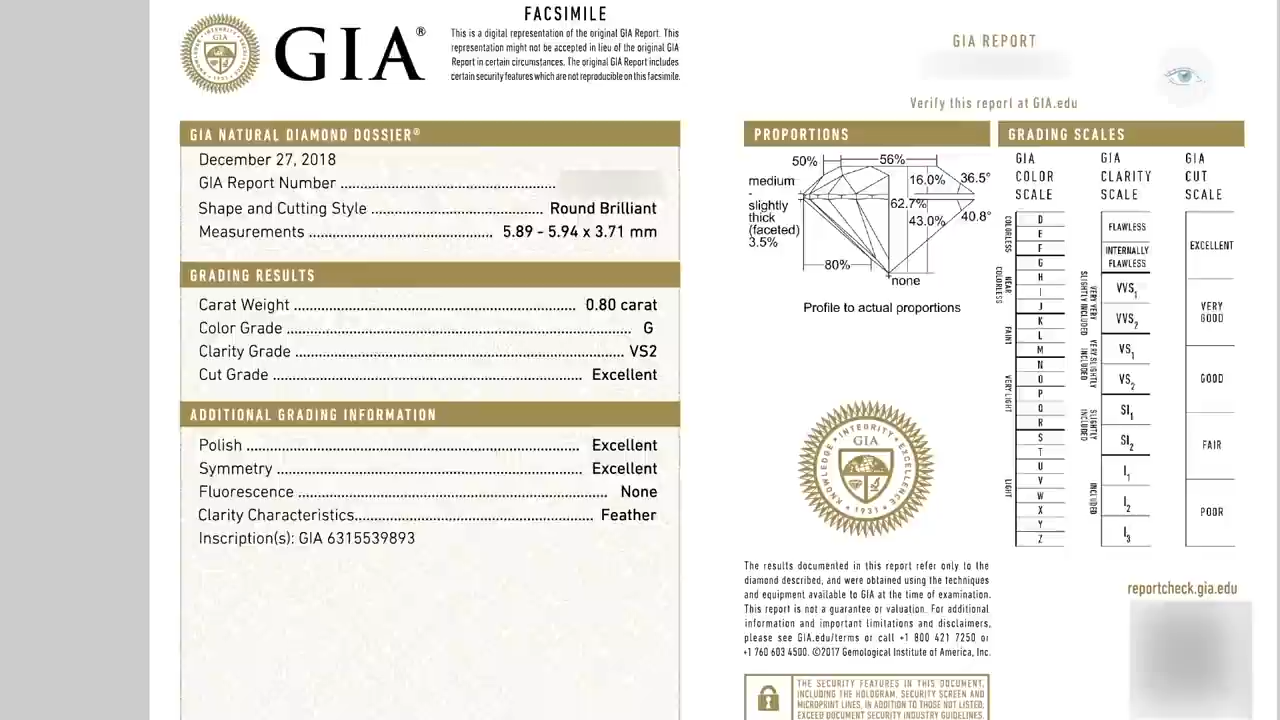 GIA®
FACSIMILE
This is a digital representation of the original GIA Report. This
representation might not be accepted in lieu of the original GIA
Report in certain circumstances. The original GIA Report includes
certain security features which are not reproducible on this facsimile.
GIA REPORT
Verify this report at GIA.edu
GIA NATURAL DIAMOND DOSSIER®
December 27, 2018
GIA Report Number
Shape and Cutting Style Round Brilliant
Measurements 5.89 - 5.94 x 3.71 mm
GRADING RESULTS
Carat Weight 0.80 carat
Color Grade G
Clarity Grade VS2
Cut Grade Excellent
ADDITIONAL GRADING INFORMATION
Polish Excellent
Symmetry Excellent
Fluorescence None
Clarity Characteristics Feather
Inscription(s): GIA 6315539893
PROPORTIONS
50% 56%
medium
-
slightly
thick
(faceted)
3.5%
16.0% 36.5°
62.7%
43.0% 40.8°
80%
none
Profile to actual proportions
KNOWLEDGE • INTEGRITY • EXCELLENCE
GIA
1931
The results documented in this report refer only to the
diamond described, and were obtained using the techniques
and equipment available to GIA at the time of examination.
This report is not a guarantee or valuation. For additional
information and important limitations and disclaimers,
please see GIA.edu/terms or call +1 800 421 7250 or
+1 760 603 4500. ©2017 Gemological Institute of America, Inc.
THE SECURITY FEATURES IN THIS DOCUMENT,
INCLUDING THE HOLOGRAM, SECURITY SCREEN AND
MICROPRINT LINES, IN ADDITION TO THOSE NOT LISTED,
EXCEED DOCUMENT SECURITY INDUSTRY GUIDELINES.
GRADING SCALES
GIA
COLOR
SCALE
COLORLESS
D
E
F
NEAR
COLORLESS
G
H
I
J
FAINT
K
L
M
VERY LIGHT
N
O
P
Q
R
LIGHT
S
T
U
V
W
X
Y
Z
GIA
CLARITY
SCALE
FLAWLESS
INTERNALLY
FLAWLESS
VERY VERY
SLIGHTLY INCLUDED
VVS1
VVS2
VERY SLIGHTLY
INCLUDED
VS1
VS2
SLIGHTLY
INCLUDED
SI1
SI2
INCLUDED
I1
I2
I3
GIA
CUT
SCALE
EXCELLENT
VERY
GOOD
GOOD
FAIR
POOR
reportcheck.gia.edu